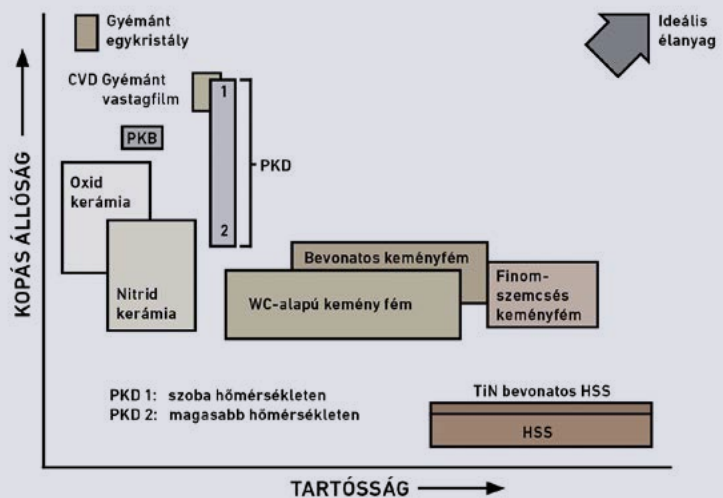 Gyémánt
egykristály
Ideális
élanyag
CVD Gyémánt
vastagfilm
1
PKB
PKD
Oxid
kerámia
2
Nitrid
kerámia
Bevonatos keményfém
WC-alapú kemény fém
Finom-
szemcsés
keményfém
PKD 1: szoba hőmérsékleten
PKD 2: magasabb hőmérsékleten
TiN bevonatos HSS
HSS
KOPÁS ÁLLÓSÁG
TARTÓSSÁG